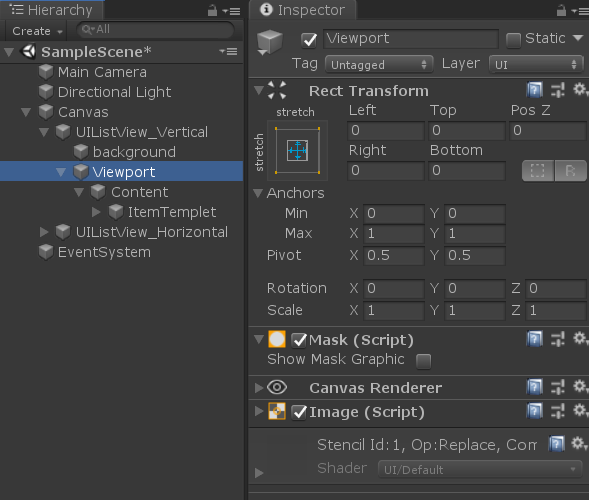 Hierarchy
Create
All
SampleScene*
Main Camera
Directional Light
Canvas
UIListView_Vertical
background
Viewport
Content
ItemTemplet
UIListView_Horizontal
EventSystem
Inspector
Viewport
Static
Tag Untagged Layer UI
Rect Transform
stretch
stretch
Left Top Pos Z
0 0 0
Right Bottom
0 0
R
Anchors
Min X 0 Y 0
Max X 1 Y 1
Pivot X 0.5 Y 0.5
Rotation X 0 Y 0 Z 0
Scale X 1 Y 1 Z 1
Mask (Script)
Show Mask Graphic
Canvas Renderer
Image (Script)
Stencil Id:1, Op:Replace, Com
Shader UI/Default